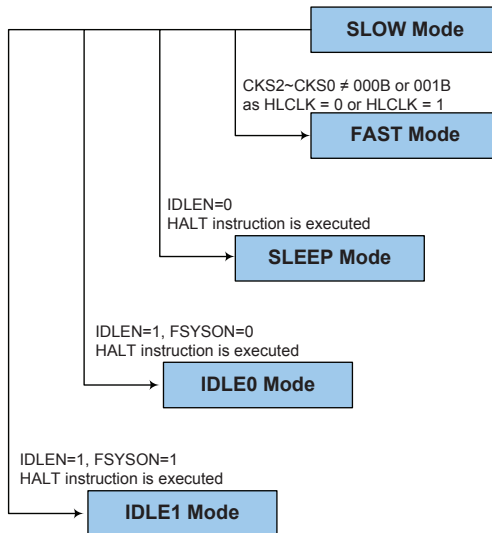 SLOW Mode
CKS2~CKS0 ≠ 000B or 001B
as HLCLK = 0 or HLCLK = 1
FAST Mode
IDLEN=0
HALT instruction is executed
SLEEP Mode
IDLEN=1, FSYSON=0
HALT instruction is executed
IDLE0 Mode
IDLEN=1, FSYSON=1
HALT instruction is executed
IDLE1 Mode